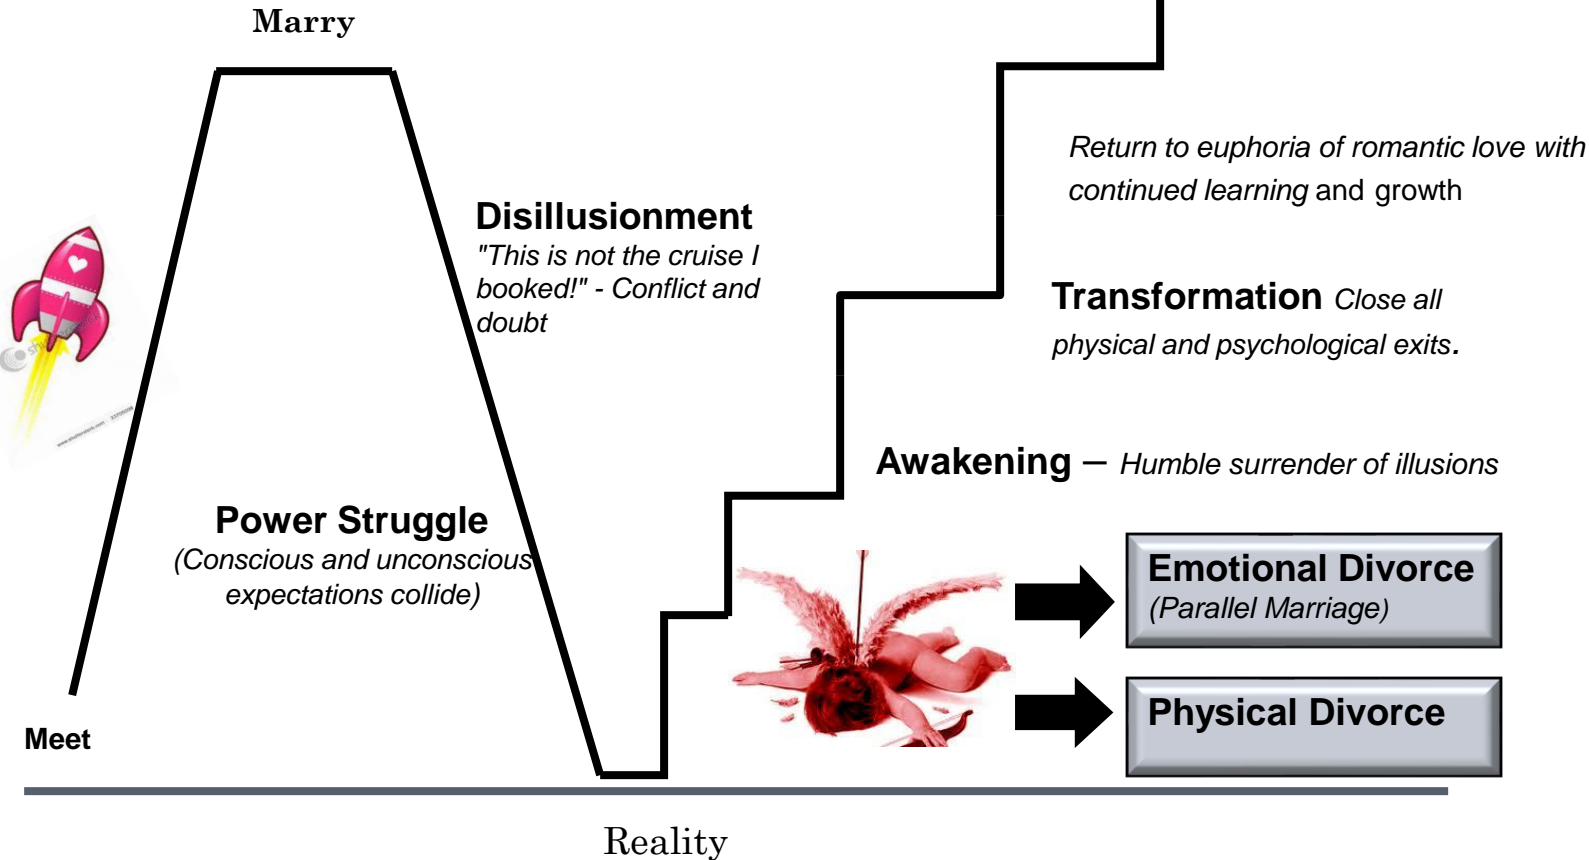 Marry
Return to euphoria of romantic love with
continued learning and growth
Disillusionment
"This is not the cruise I
booked!" - Conflict and
doubt
Transformation Close all
physical and psychological exits.
Awakening – Humble surrender of illusions
Power Struggle
(Conscious and unconscious
expectations collide)
Emotional Divorce
(Parallel Marriage)
Physical Divorce
Meet
Reality